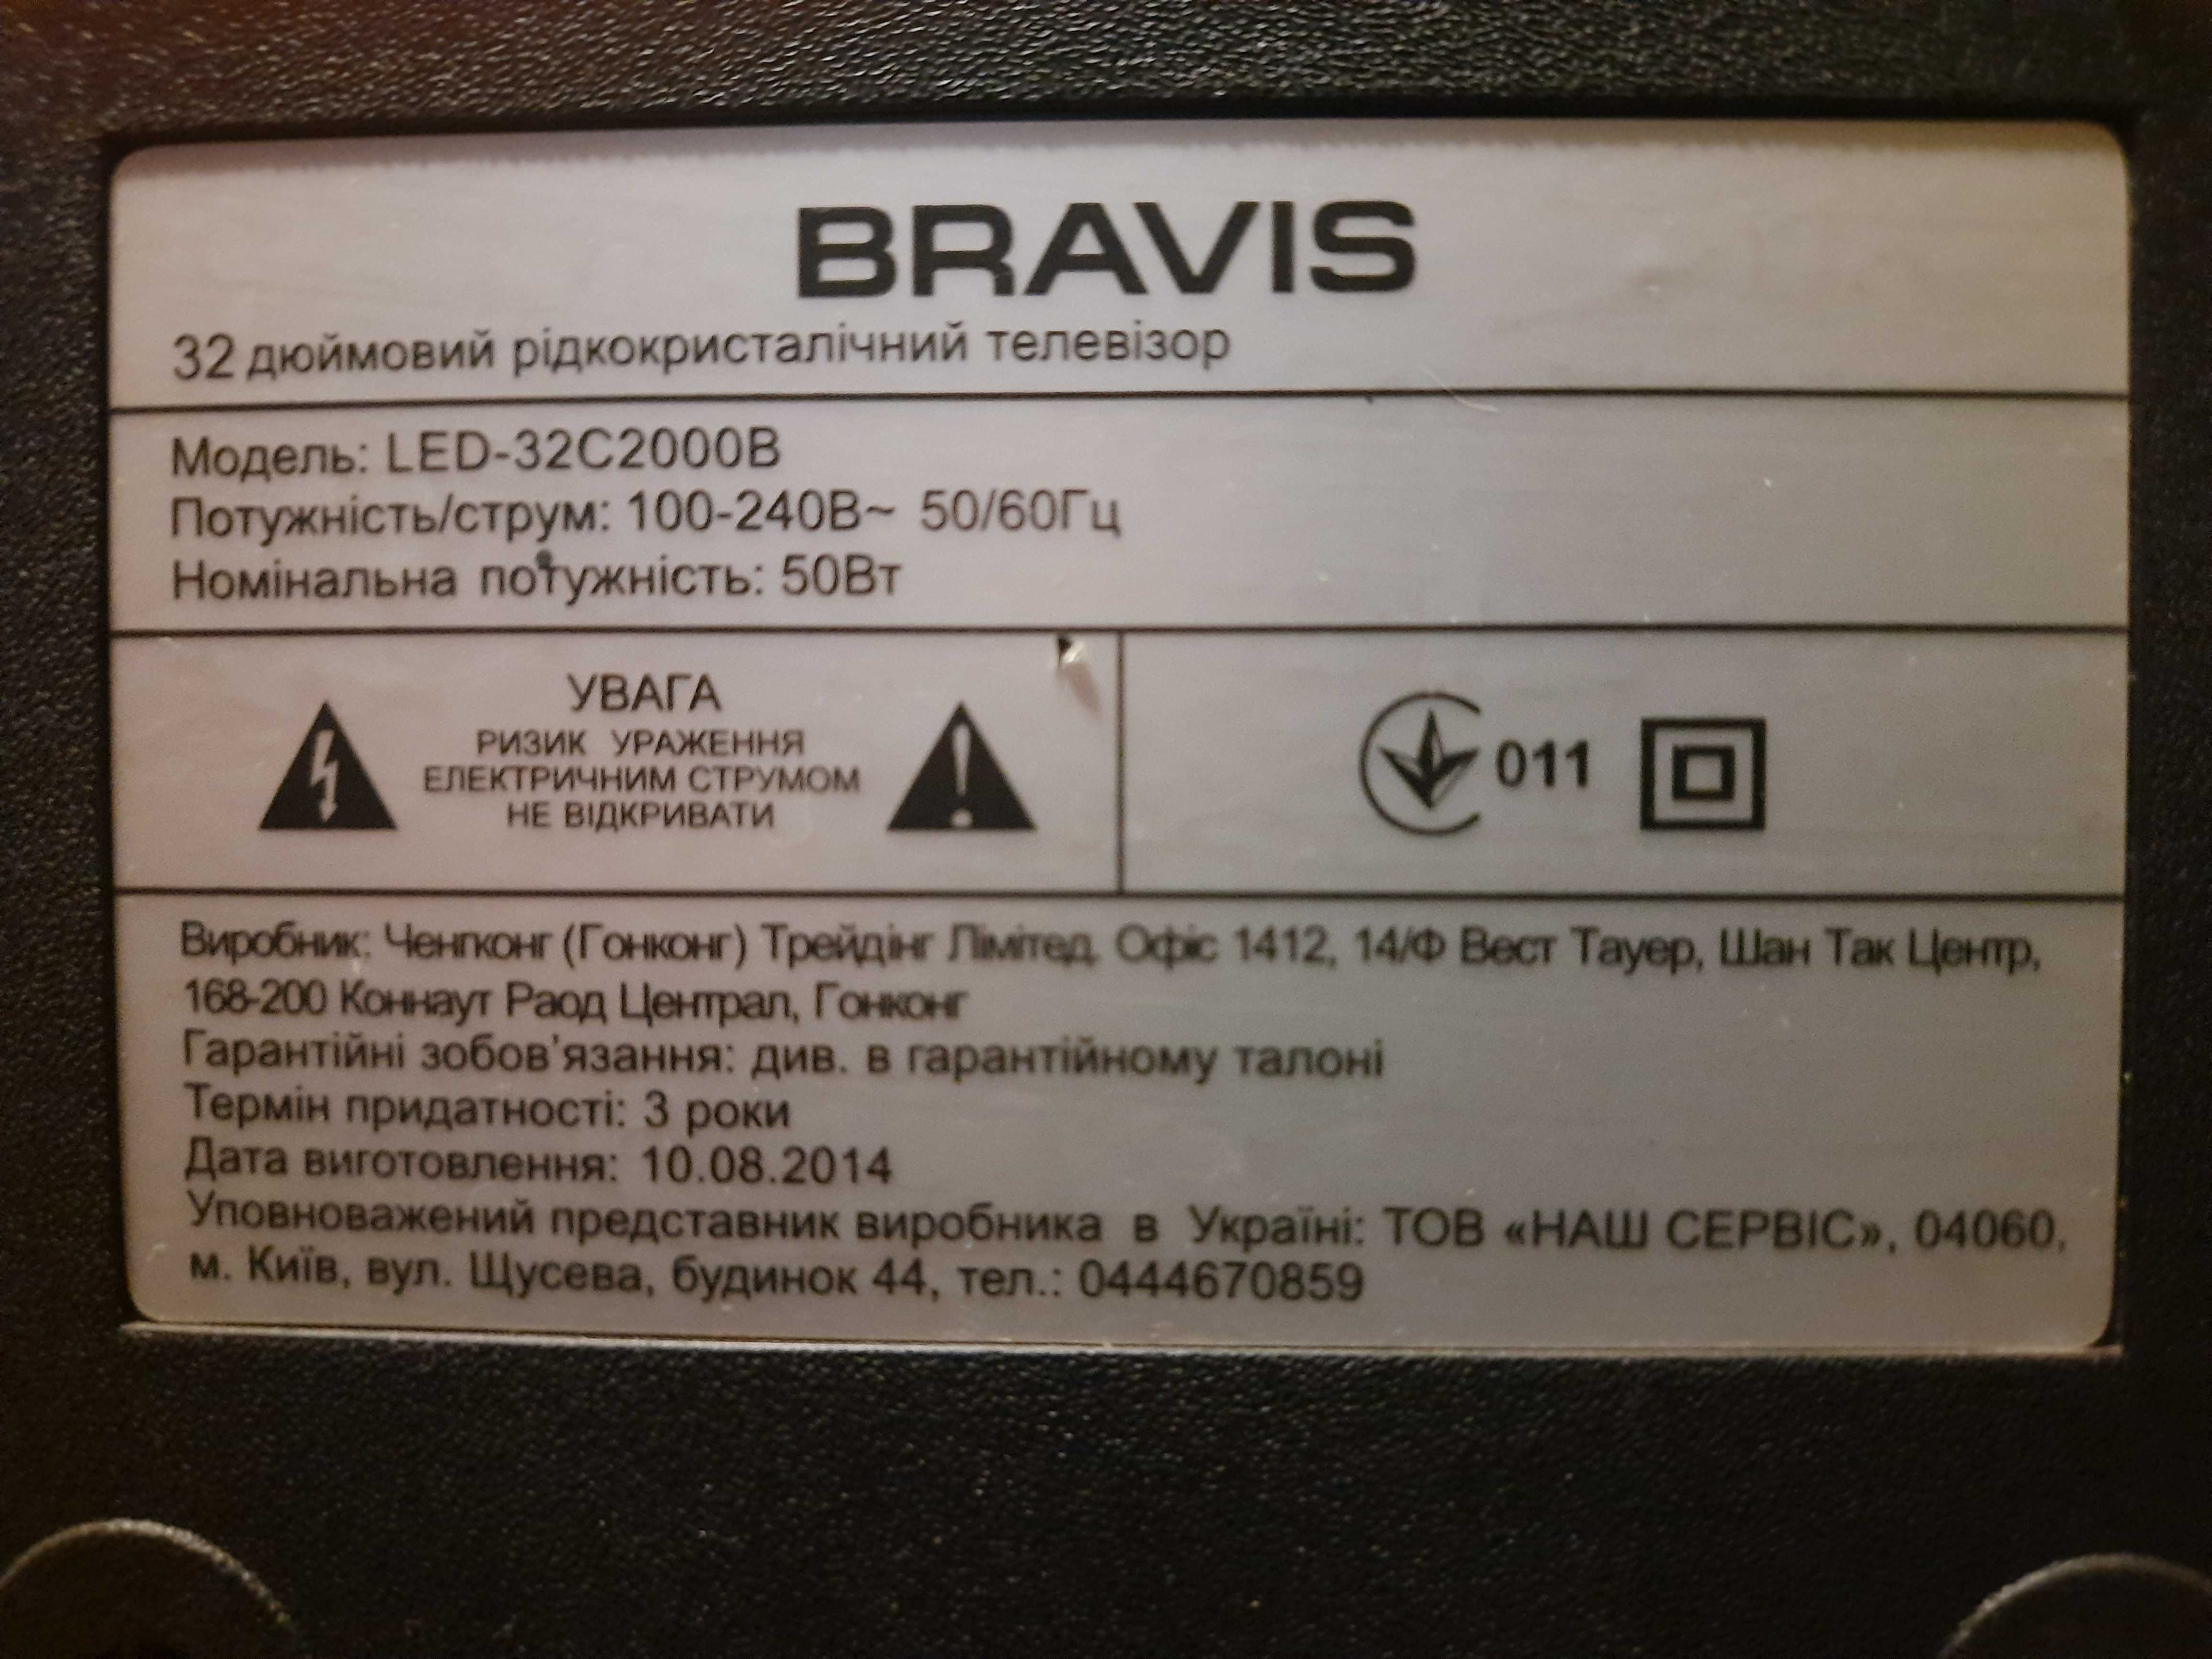 BRAVIS
32 дюймовий рідкокристалічний телевізор
Модель: LED-32C2000B
Потужність/струм: 100-240В~ 50/60Гц
Номінальна потужність: 50Вт
УВАГА
РИЗИК УРАЖЕННЯ
ЕЛЕКТРИЧНИМ СТРУМОМ
НЕ ВІДКРИВАТИ
011
Виробник: Ченгконг (Гонконг) Трейдінг Лімітед. Офіс 1412, 14/Ф Вест Тауер, Шан Так Центр,
168-200 Коннаут Раод Централ, Гонконг
Гарантійні зобов'язання: див. в гарантійному талоні
Термін придатності: 3 роки
Дата виготовлення: 10.08.2014
Уповноважений представник виробника в Україні: ТОВ «НАШ СЕРВІС», 04060,
м. Київ, вул. Щусева, будинок 44, тел.: 0444670859